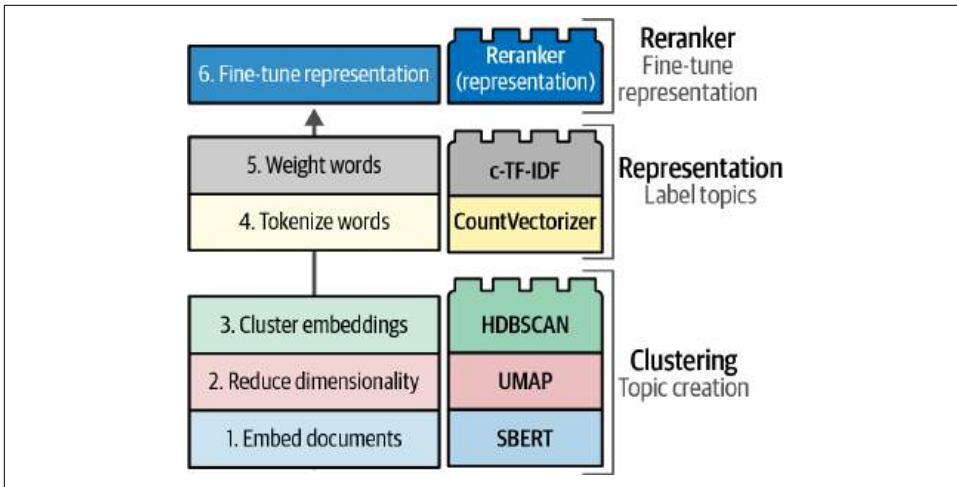 6. Fine-tune representation
Reranker
(representation)
Reranker
Fine-tune
representation
5. Weight words
c-TF-IDF
4. Tokenize words
CountVectorizer
Representation
Label topics
3. Cluster embeddings
HDBSCAN
2. Reduce dimensionality
UMAP
1. Embed documents
SBERT
Clustering
Topic creation